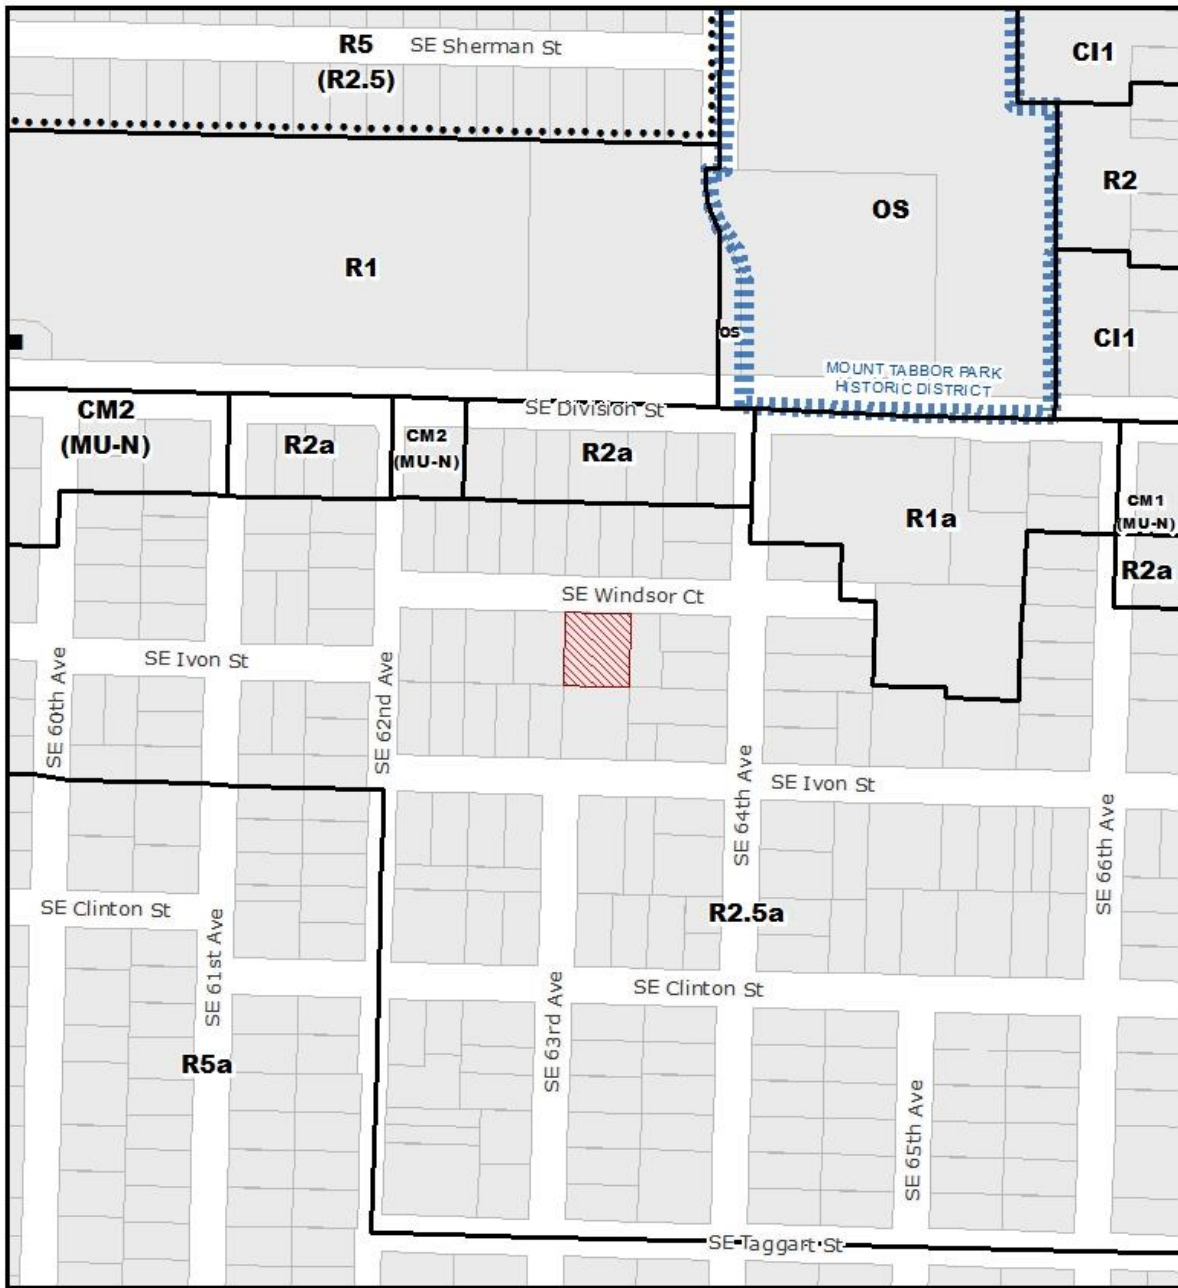 R5
SE Sherman St
(R2.5)
CI1
R2
OS
R1
OS
CI1
MOUNT TABBOR PARK
HISTORIC DISTRICT
SE Division St
CM2
(MU-N)
R2a
CM2
(MU-N)
R2a
R1a
CM1
(MU-N)
R2a
SE Windsor Ct
SE Ivon St
SE 60th Ave
SE 62nd Ave
SE Ivon St
SE 64th Ave
SE 66th Ave
SE Clinton St
R2.5a
SE 61st Ave
SE Clinton St
SE 63rd Ave
R5a
SE 65th Ave
SE Taggart St